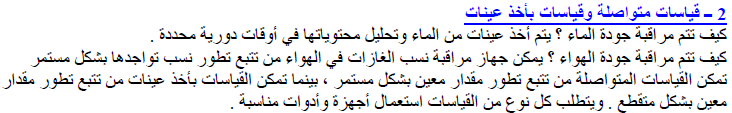 2 ـ قياسات متواصلة وقياسات بأخذ عينات
كيف تتم مراقبة جودة الماء ؟ يتم أخذ عينات من الماء وتحليل محتوياتها في أوقات دورية محددة .
كيف تتم مراقبة جودة الهواء ؟ يمكن جهاز مراقبة نسب الغازات في الهواء من تتبع تطور نسب تواجدها بشكل مستمر
تمكن القياسات المتواصلة من تتبع تطور مقدار معين بشكل مستمر ، بينما تمكن القياسات بأخذ عينات من تتبع تطور مقدار
معين بشكل متقطع . ويتطلب كل نوع من القياسات استعمال أجهزة وأدوات مناسبة .